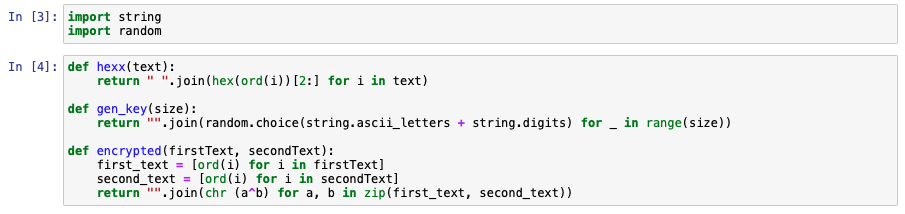 In [3]: import string
import random
In [4]: def hexx(text):
    return " ".join(hex(ord(i))[2:] for i in text)
def gen_key(size):
    return "".join(random.choice(string.ascii_letters + string.digits) for _ in range(size))
def encrypted(firstText, secondText):
    first_text = [ord(i) for i in firstText]
    second_text = [ord(i) for i in secondText]
    return "".join(chr (a^b) for a, b in zip(first_text, second_text))